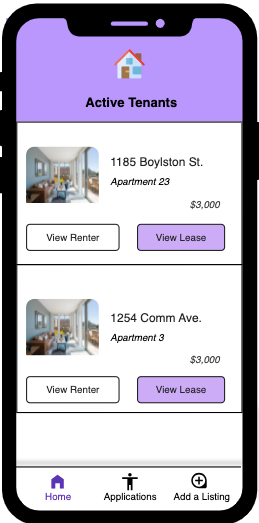 Active Tenants
1185 Boylston St.
Apartment 23
$3,000
View Renter View Lease
1254 Comm Ave.
Apartment 3
$3,000
View Renter View Lease
Home Applications Add a Listing